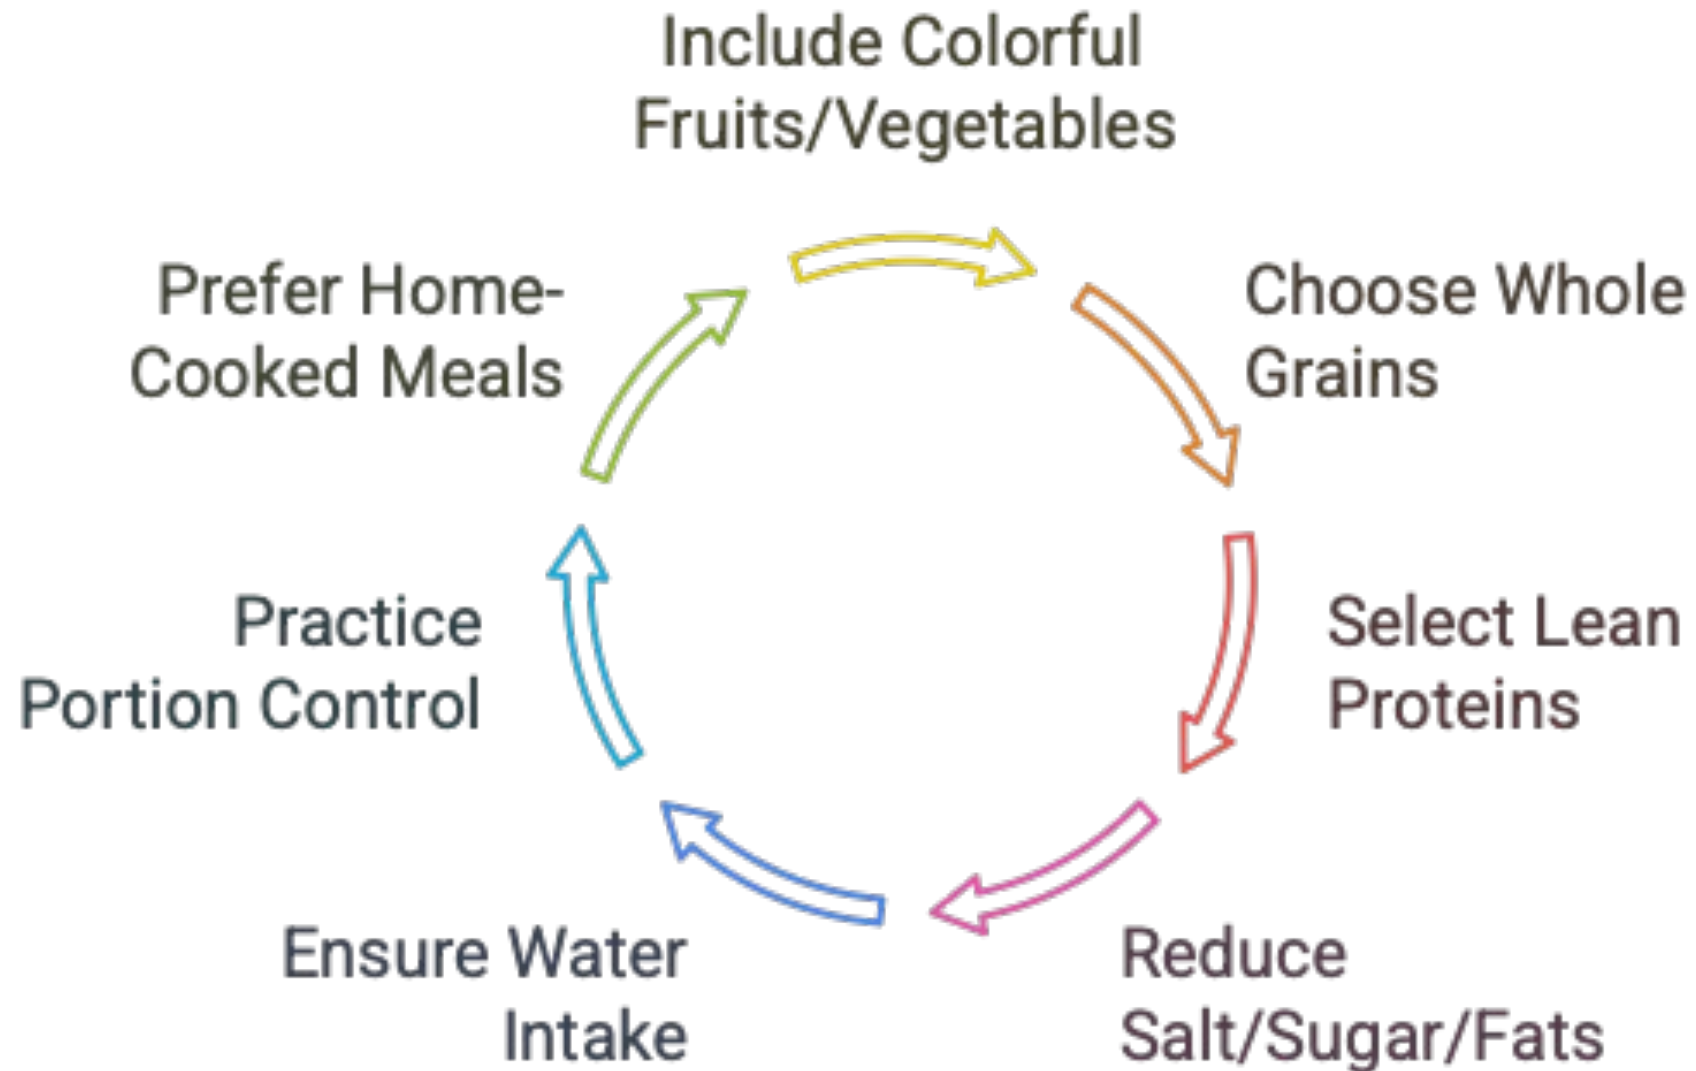 Include Colorful
Fruits/Vegetables
Choose Whole
Grains
Select Lean
Proteins
Reduce
Salt/Sugar/Fats
Ensure Water
Intake
Practice
Portion Control
Prefer Home-
Cooked Meals